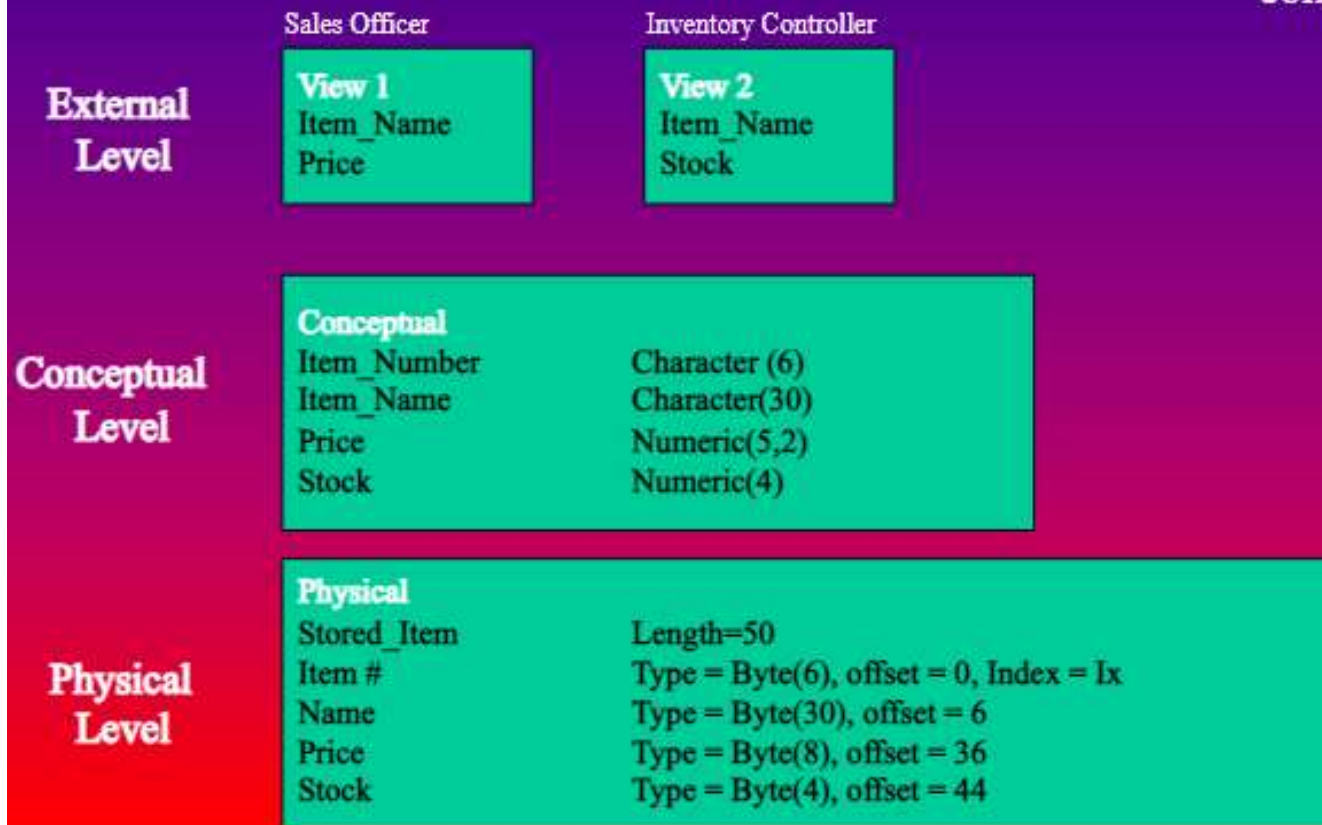 Sales Officer
Inventory Controller
External
Level
View 1
Item_Name
Price
View 2
Item_Name
Stock
Conceptual
Level
Conceptual
Item_Number Character (6)
Item_Name Character(30)
Price Numeric(5,2)
Stock Numeric(4)
Physical
Level
Physical
Stored_Item Length=50
Item # Type = Byte(6), offset = 0, Index = Ix
Name Type = Byte(30), offset = 6
Price Type = Byte(8), offset = 36
Stock Type = Byte(4), offset = 44